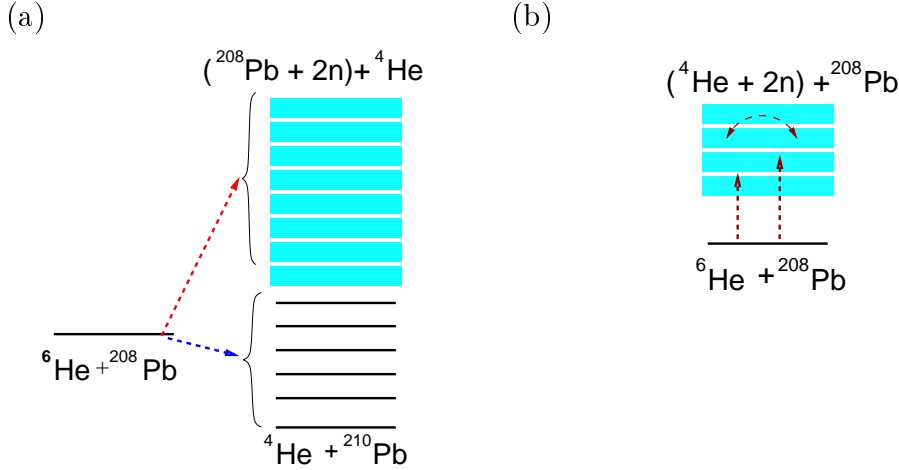 (a)
(²⁰⁸Pb + 2n)+ ⁴He
⁶He +²⁰⁸Pb
⁴He + ²¹⁰Pb
(b)
(⁴He + 2n) +²⁰⁸Pb
⁶He +²⁰⁸Pb